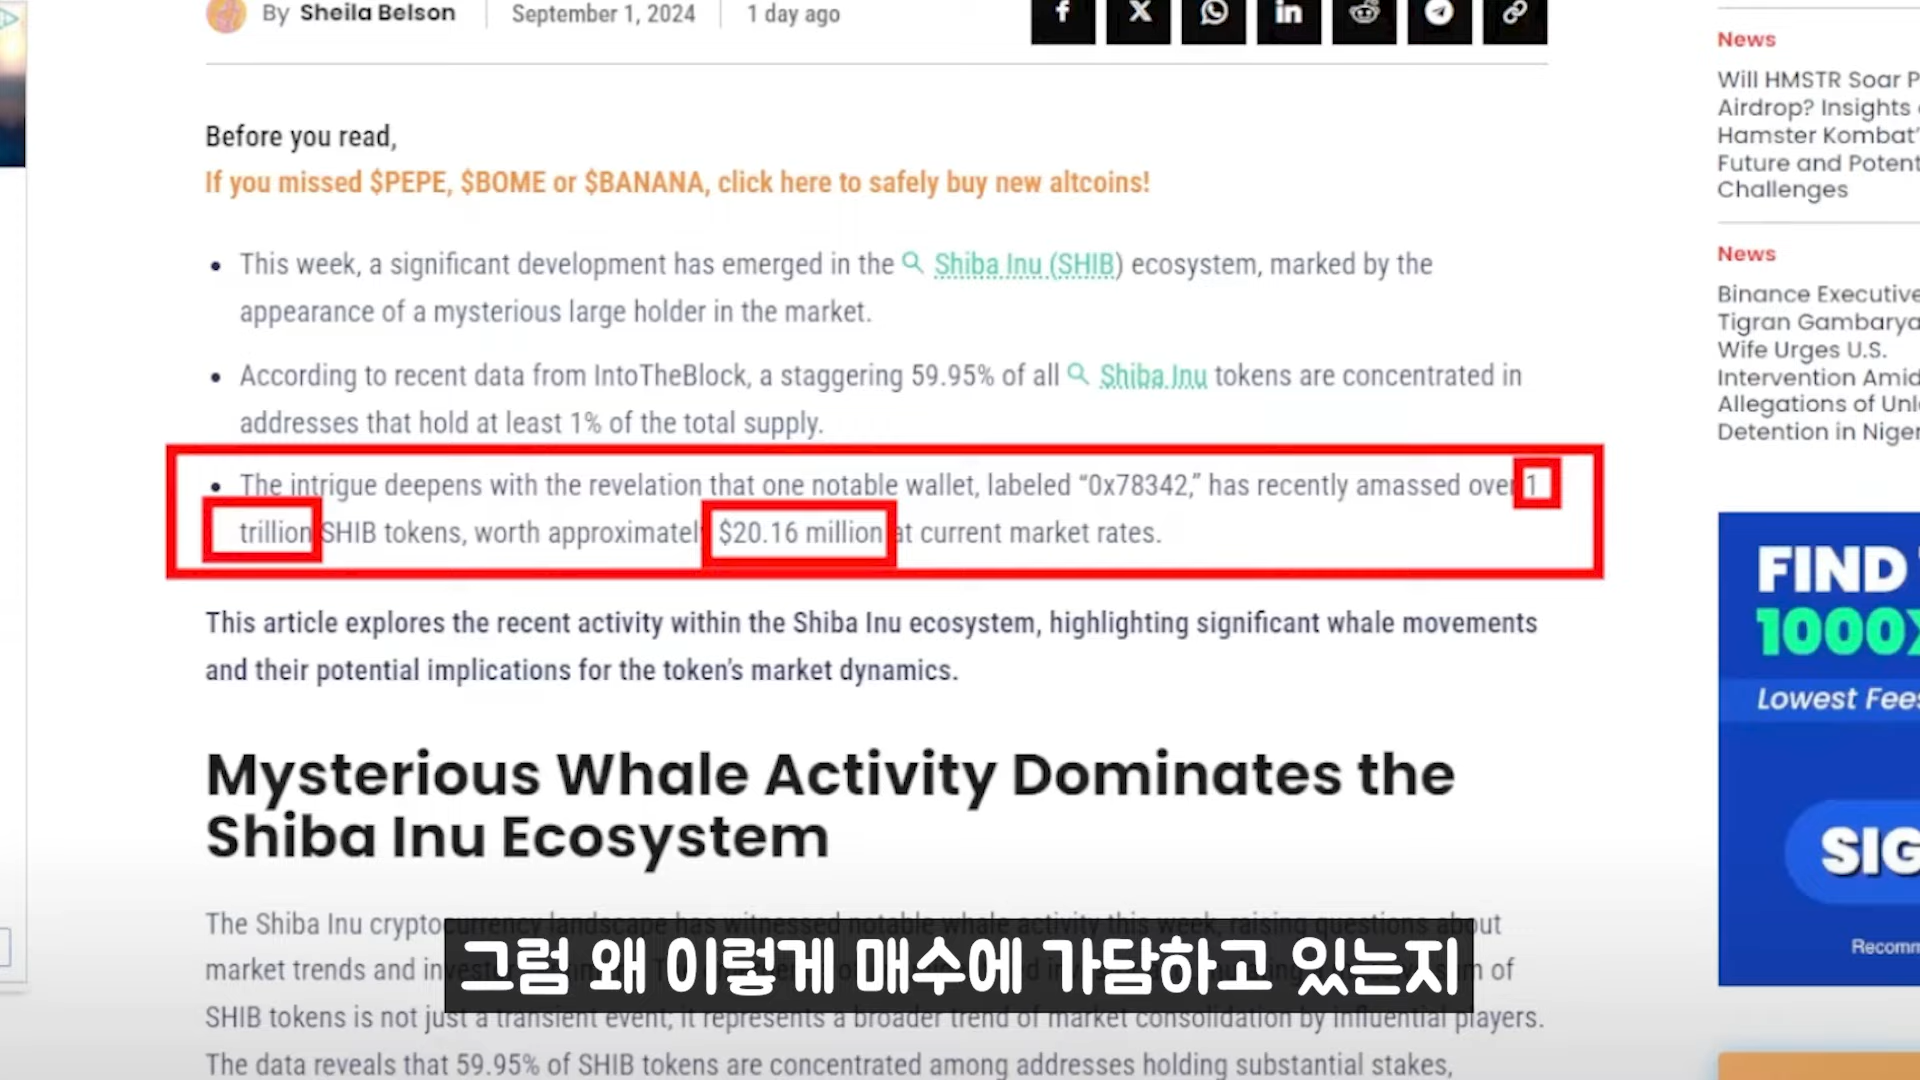 By Sheila Belson
September 1, 2024
1 day ago
Before you read,
If you missed $PEPE, $BOME or $BANANA, click here to safely buy new altcoins!
This week, a significant development has emerged in the Shiba Inu (SHIB) ecosystem, marked by the
appearance of a mysterious large holder in the market.
According to recent data from IntoTheBlock, a staggering 59.95% of all Shiba Inu tokens are concentrated in
addresses that hold at least 1% of the total supply.
The intrigue deepens with the revelation that one notable wallet, labeled “0x78342,” has recently amassed over 1
trillion SHIB tokens, worth approximatel $20.16 million at current market rates.
This article explores the recent activity within the Shiba Inu ecosystem, highlighting significant whale movements
and their potential implications for the token’s market dynamics.
Mysterious Whale Activity Dominates the
Shiba Inu Ecosystem
The Shiba Inu cryptocurrency landscape has witnessed notable whale activity this week, raising questions about
market trends and
of
SHIB tokens is not just a transient event; it represents a broader trend of market consolidation by influential players.
The data reveals that 59.95% of SHIB tokens are concentrated among addresses holding substantial stakes,
그럼 왜 이렇게 매수에 가담하고 있는지
News
Will HMSTR Soar P
Airdrop? Insights
Hamster Kombat’
Future and Potent
Challenges
News
Binance Executive
Tigran Gambarya
Wife Urges U.S.
Intervention Amid
Allegations of Unl
Detention in Niger
FIND
1000X
Lowest Fees
SIG
Recomm